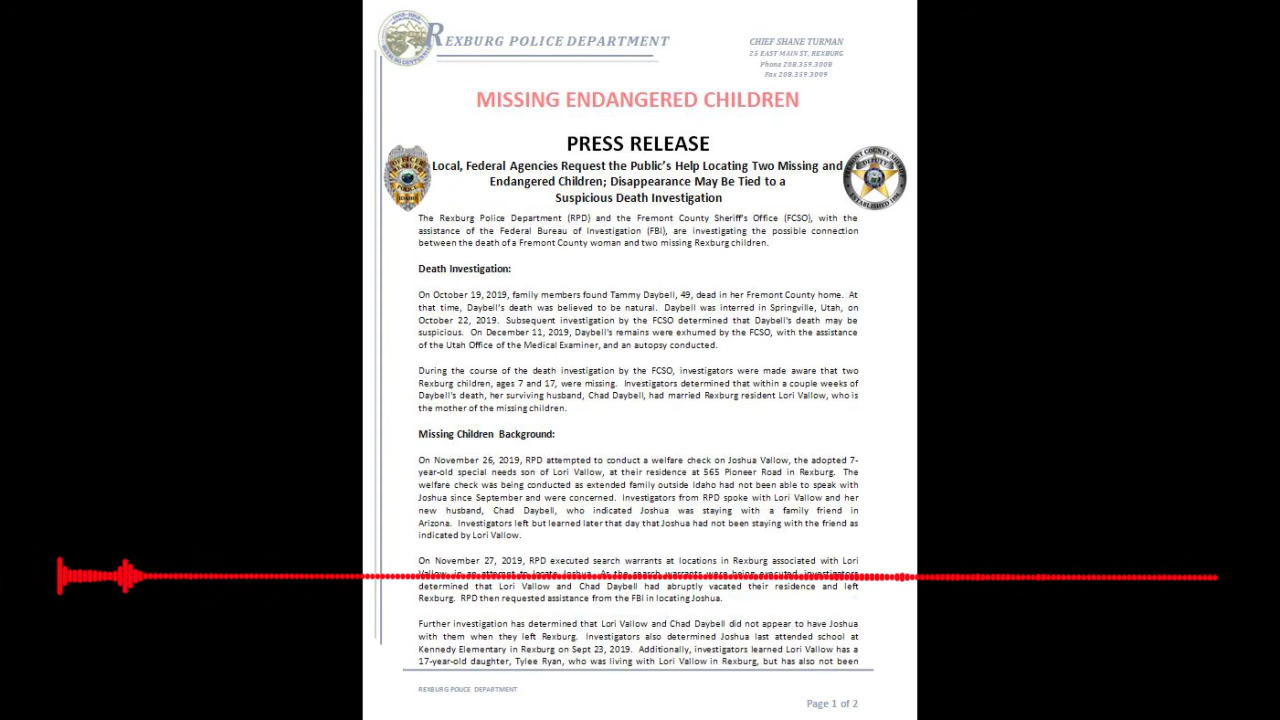 REXBURG POLICE DEPARTMENT
CHIEF SHANE TURMAN
25 EAST MAIN ST, REXBURG
Phone 208.359.3008
Fax 208.359.3009
MISSING ENDANGERED CHILDREN
PRESS RELEASE
Local, Federal Agencies Request the Public's Help Locating Two Missing and
Endangered Children; Disappearance May Be Tied to a
Suspicious Death Investigation
The Rexburg Police Department (RPD) and the Fremont County Sheriff's Office (FCSO), with the
assistance of the Federal Bureau of Investigation (FBI), are investigating the possible connection
between the death of a Fremont County woman and two missing Rexburg children.
Death Investigation:
On October 19, 2019, family members found Tammy Daybell, 49, dead in her Fremont County home. At
that time, Daybell's death was believed to be natural. Daybell was interred in Springville, Utah, on
October 22, 2019. Subsequent investigation by the FCSO determined that Daybell's death may be
suspicious. On December 11, 2019, Daybell's remains were exhumed by the FCSO, with the assistance
of the Utah Office of the Medical Examiner, and an autopsy conducted.
During the course of the death investigation by the FCSO, investigators were made aware that two
Rexburg children, ages 7 and 17, were missing. Investigators determined that within a couple weeks of
Daybell's death, her surviving husband, Chad Daybell, had married Rexburg resident Lori Vallow, who is
the mother of the missing children.
Missing Children Background:
On November 26, 2019, RPD attempted to conduct a welfare check on Joshua Vallow, the adopted 7-
year-old special needs son of Lori Vallow, at their residence at 565 Pioneer Road in Rexburg. The
welfare check was being conducted as extended family outside Idaho had not been able to speak with
Joshua since September and were concerned. Investigators from RPD spoke with Lori Vallow and her
new husband, Chad Daybell, who indicated Joshua was staying with a family friend in
Arizona. Investigators left but learned later that day that Joshua had not been staying with the friend as
indicated by Lori Vallow.
On November 27, 2019, RPD executed search warrants at locations in Rexburg associated with Lori
Vallow in an attempt to locate Joshua. As the search warrants were being executed, investigators
determined that Lori Vallow and Chad Daybell had abruptly vacated their residence and left
Rexburg. RPD then requested assistance from the FBI in locating Joshua.
Further investigation has determined that Lori Vallow and Chad Daybell did not appear to have Joshua
with them when they left Rexburg. Investigators also determined Joshua last attended school at
Kennedy Elementary in Rexburg on Sept 23, 2019. Additionally, investigators learned Lori Vallow has a
17-year-old daughter, Tylee Ryan, who was living with Lori Vallow in Rexburg, but has also not been
REXBURG POLICE DEPARTMENT
Page 1 of 2